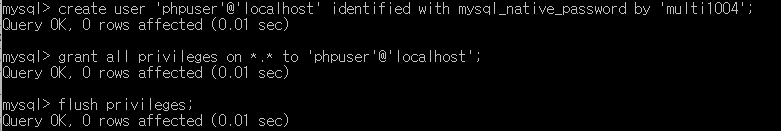 mysql> create user 'phpuser'@'localhost' identified with mysql_native_password by 'multi1004';
Query OK, 0 rows affected (0.01 sec)
mysql> grant all privileges on *.* to 'phpuser'@'localhost';
Query OK, 0 rows affected (0.01 sec)
mysql> flush privileges;
Query OK, 0 rows affected (0.01 sec)